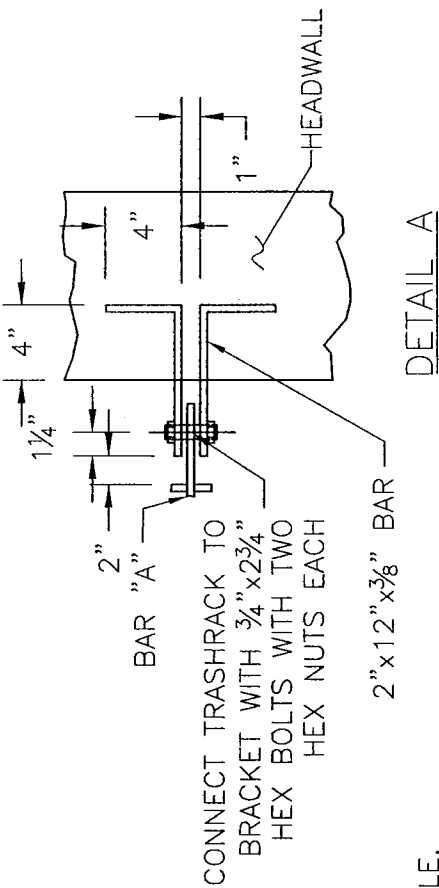 4"
4"
1¼"
2"
1"
BAR "A"
CONNECT TRASHRACK TO
BRACKET WITH ¾"x2¾"
HEX BOLTS WITH TWO
HEX NUTS EACH
2"x12"x⅜" BAR
HEADWALL
DETAIL A
LE.